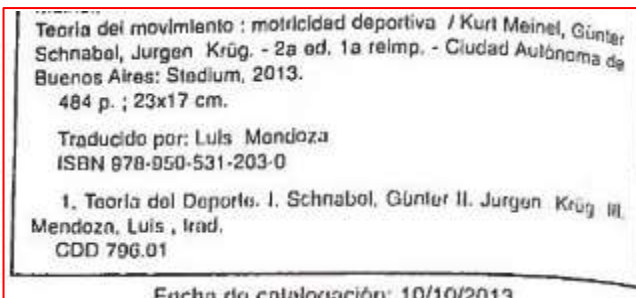 Teoria del movimiento : motricidad deportiva / Kurt Meinel, Günter
Schnabel, Jurgen Krüg. - 2a ed. 1a reimp. - Ciudad Autónoma de
Buenos Aires: Stadium, 2013.
484 p. ; 23x17 cm.
Traducido por: Luis Mendoza
ISBN 978-950-531-203-0
1. Teoría del Deporte. I. Schnabel, Günter II. Jurgen Krüg III.
Mendoza, Luis , trad.
CDD 796.01
Fecha de catalogación: 10/10/2013